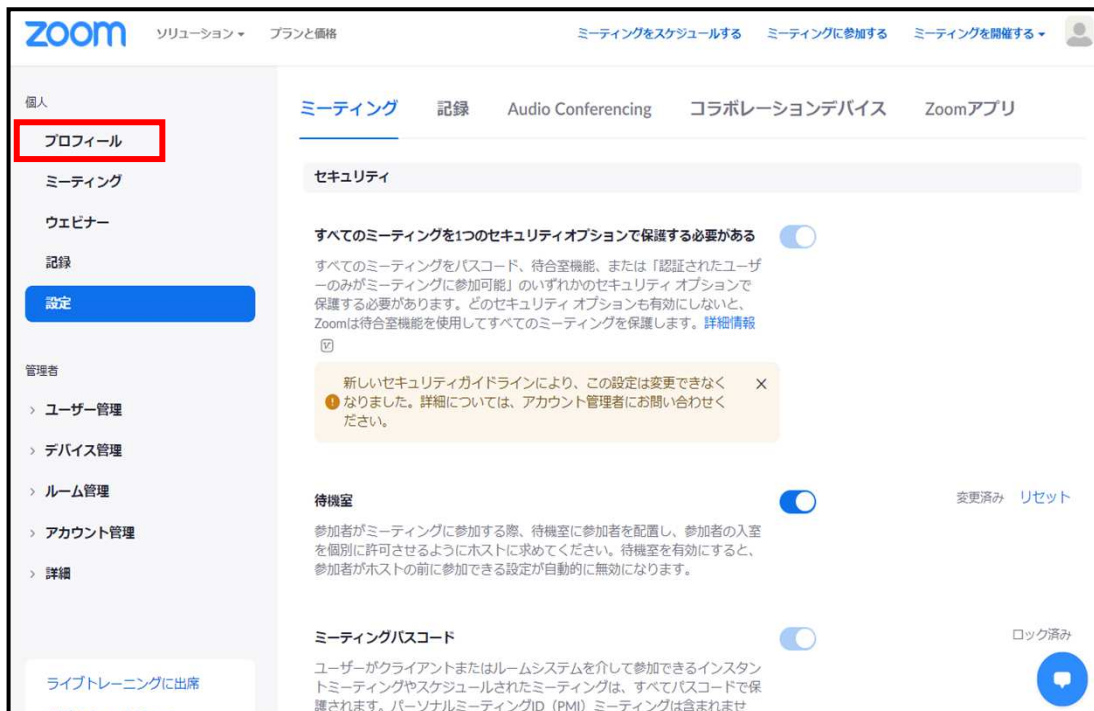 zoom ソリューション プランと価格 ミーティングをスケジュールする ミーティングに参加する ミーティングを開催する
個人
プロフィール
ミーティング
ウェビナー
記録
設定
管理者
ユーザー管理
デバイス管理
ルーム管理
アカウント管理
詳細
ライブトレーニングに出席
ミーティング 記録 Audio Conferencing コラボレーションデバイス Zoomアプリ
セキュリティ
すべてのミーティングを1つのセキュリティオプションで保護する必要がある
すべてのミーティングをパスコード、待合室機能、または「認証されたユーザ
ーのみがミーティングに参加可能」のいずれかのセキュリティ オプションで
保護する必要があります。どのセキュリティ オプションも有効にしないと、
Zoomは待合室機能を使用してすべてのミーティングを保護します。詳細情報
新しいセキュリティガイドラインにより、この設定は変更できなく
なりました。詳細については、アカウント管理者にお問い合わせく
ださい。
待機室
変更済み リセット
参加者がミーティングに参加する際、待機室に参加者を配置し、参加者の入室
を個別に許可させるようにホストに求めてください。待機室を有効にすると、
参加者がホストの前に参加できる設定が自動的に無効になります。
ミーティングパスコード
ロック済み
ユーザーがクライアントまたはルームシステムを介して参加できるインスタン
トミーティングやスケジュールされたミーティングは、すべてパスコードで保
護されます。パーソナルミーティングID（PMI）ミーティングは含まれませ